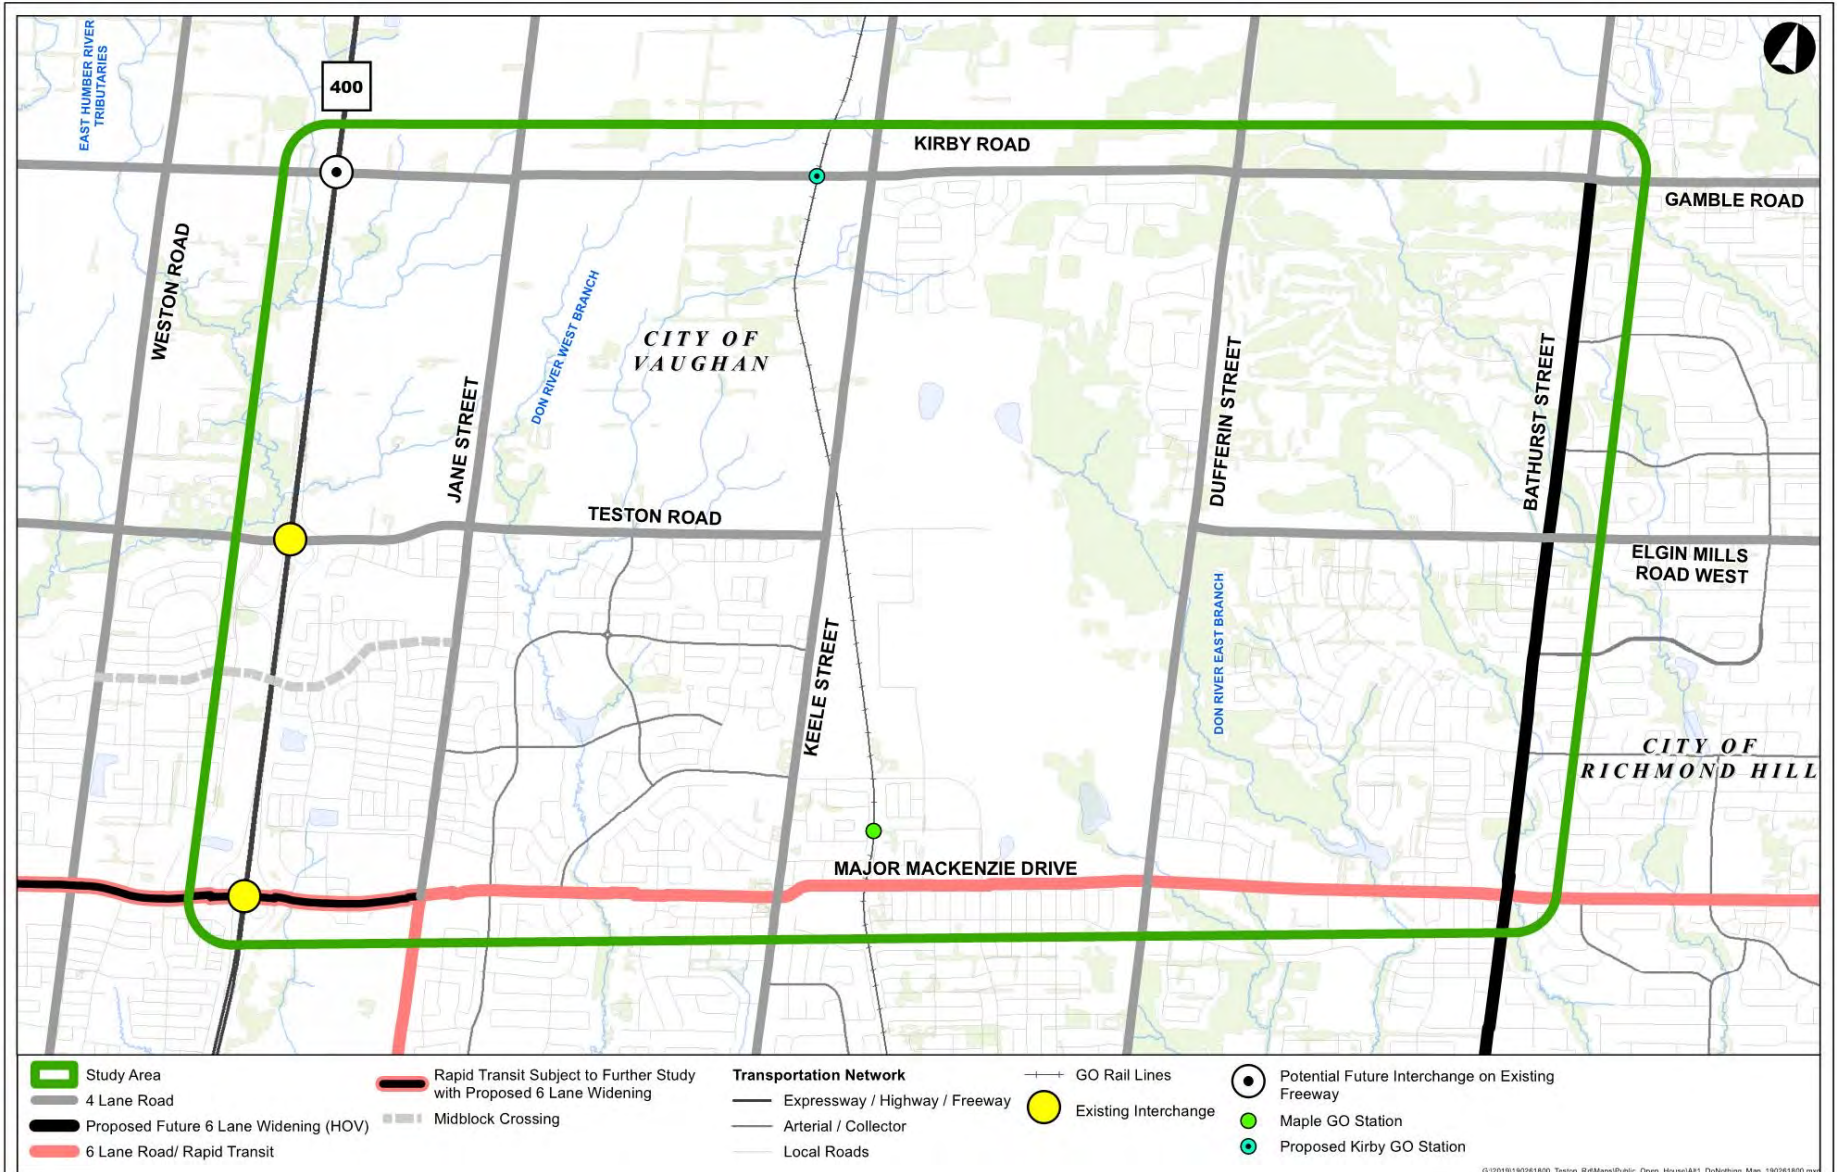 EAST HUMBER RIVER
TRIBUTARIES
400
KIRBY ROAD
GAMBLE ROAD
WESTON ROAD
DON RIVER WEST BRANCH
CITY OF
VAUGHAN
JANE STREET
DUFFERIN STREET
BATHURST STREET
TESTON ROAD
ELGIN MILLS
ROAD WEST
DON RIVER EAST BRANCH
KEELE STREET
CITY OF
RICHMOND HILL
MAJOR MACKENZIE DRIVE
Study Area
4 Lane Road
Proposed Future 6 Lane Widening (HOV)
6 Lane Road/ Rapid Transit
Rapid Transit Subject to Further Study
with Proposed 6 Lane Widening
Midblock Crossing
Transportation Network
Expressway / Highway / Freeway
Arterial / Collector
Local Roads
GO Rail Lines
Existing Interchange
Potential Future Interchange on Existing
Freeway
Maple GO Station
Proposed Kirby GO Station